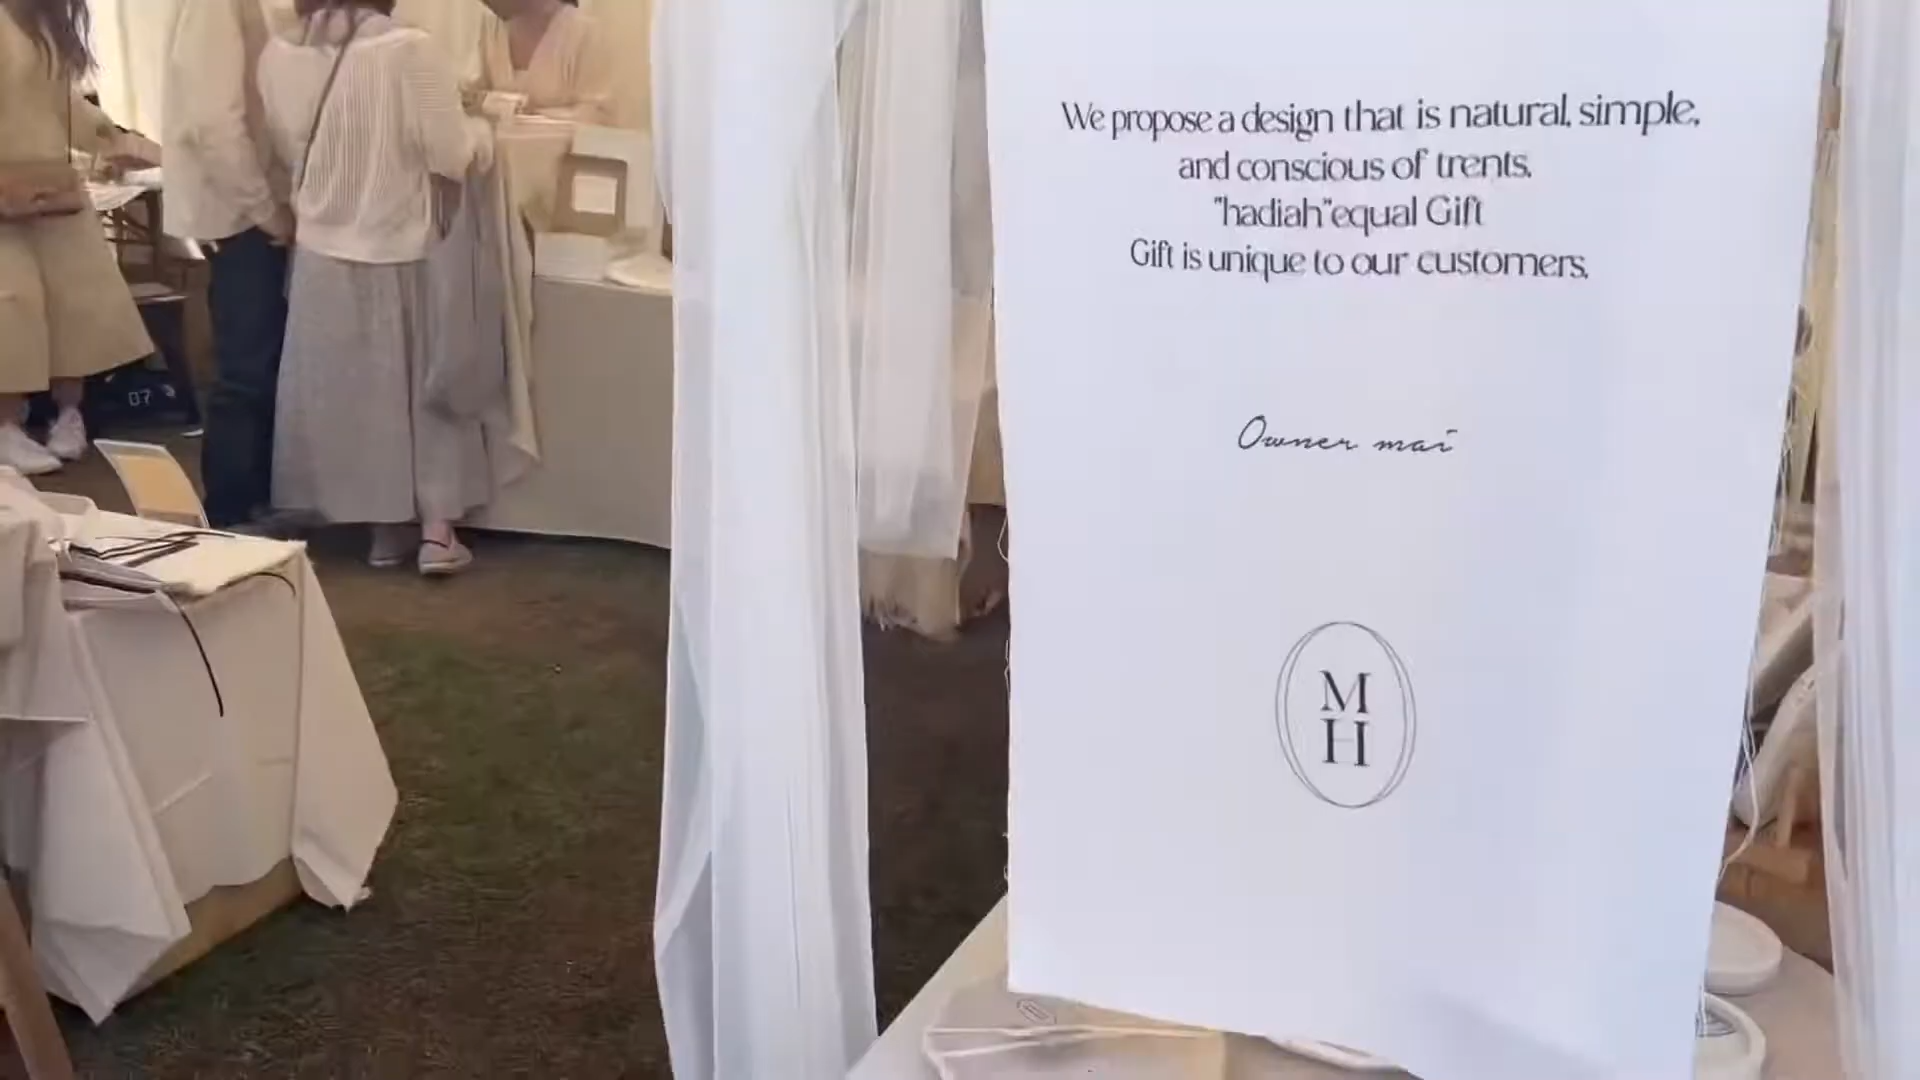 We propose a design that is natural, simple,
and conscious of trents.
"hadiah"equal Gift
Gift is unique to our customers.
Owner mai
M
H
07